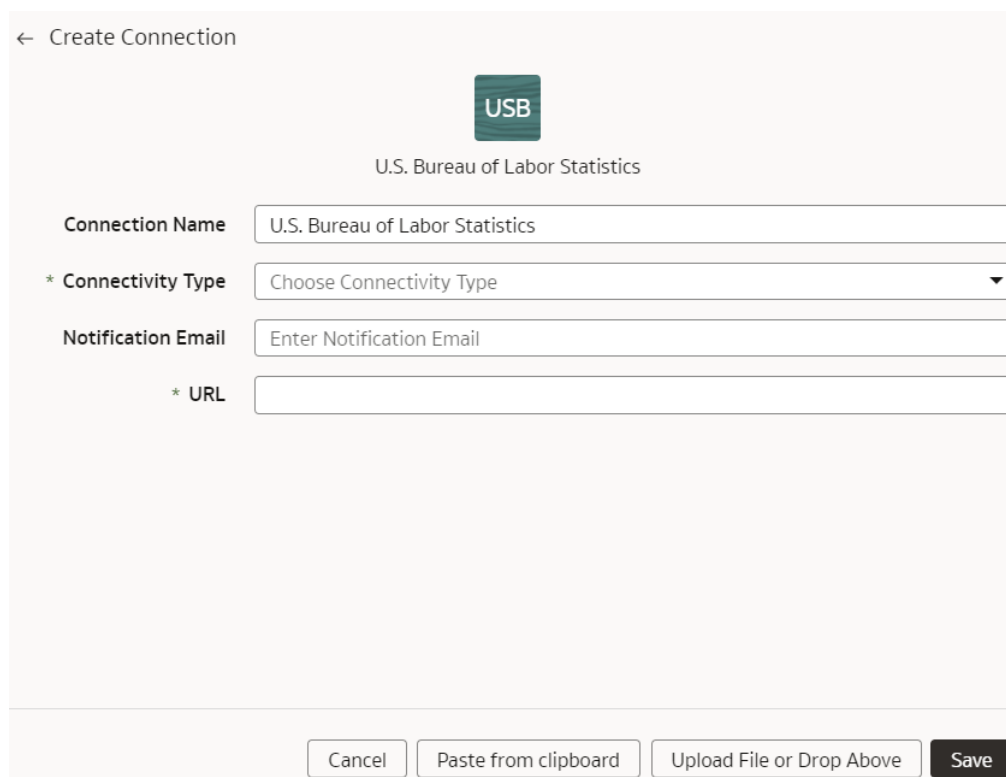 ← Create Connection
USB
U.S. Bureau of Labor Statistics
Connection Name U.S. Bureau of Labor Statistics
* Connectivity Type Choose Connectivity Type
Notification Email Enter Notification Email
* URL
Cancel Paste from clipboard Upload File or Drop Above Save